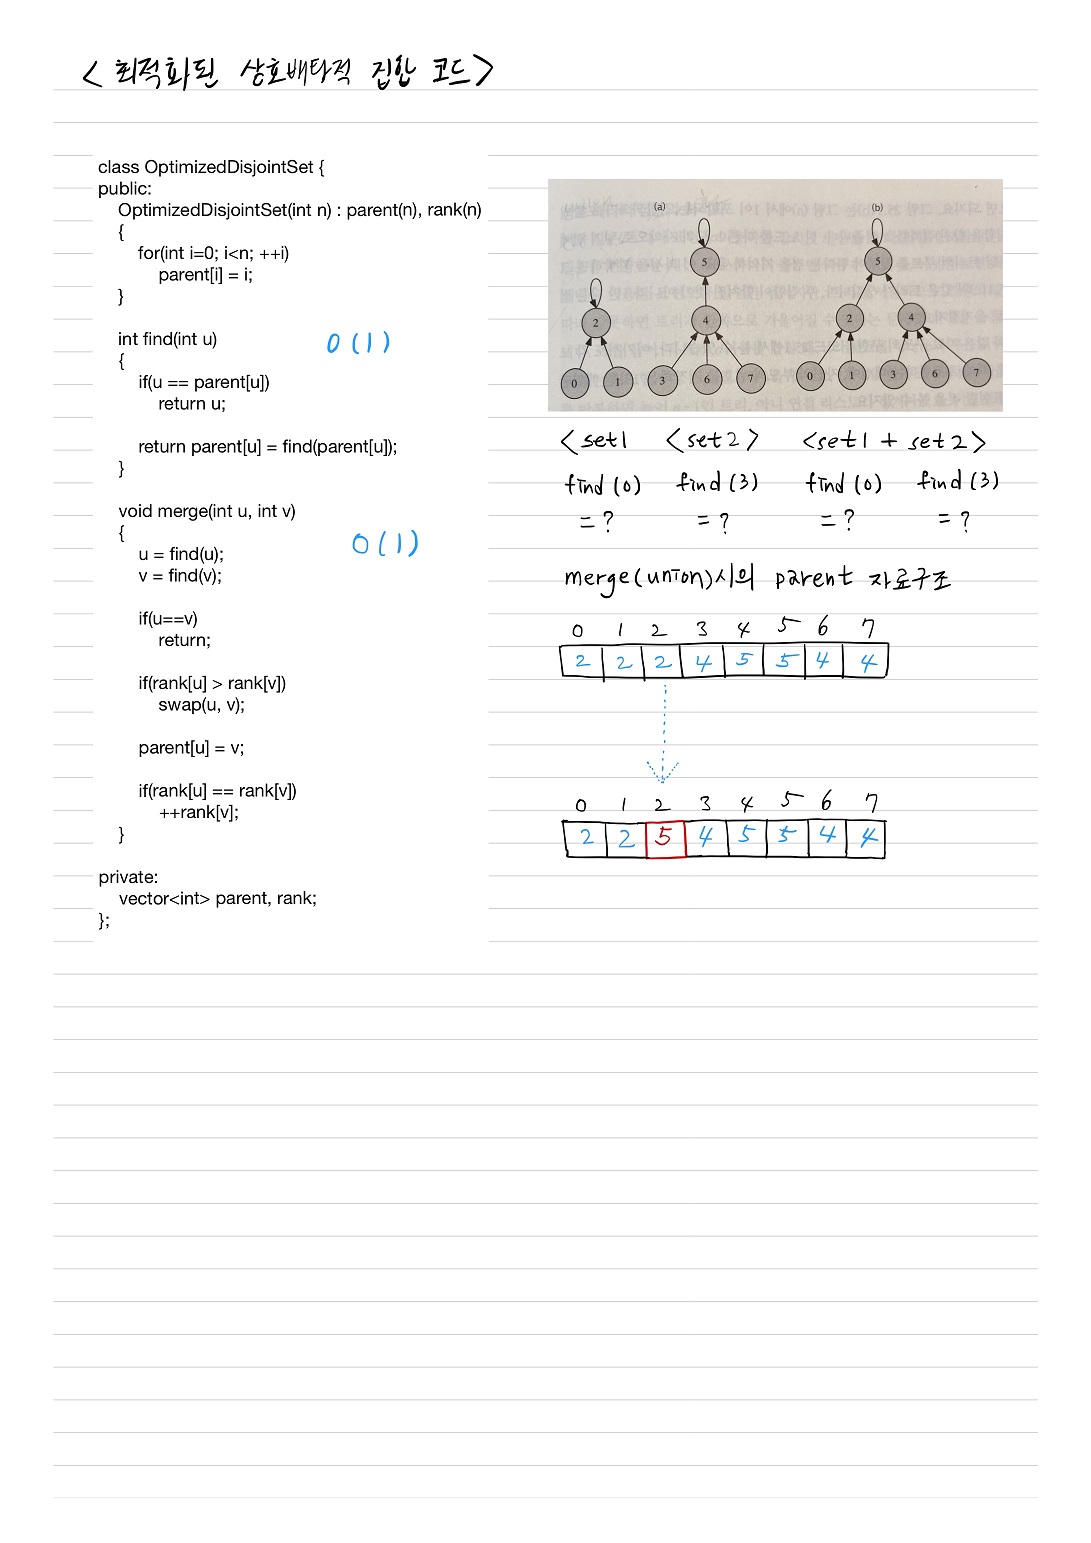 <최적화된 상호배타적 집합 코드>
class OptimizedDisjointSet {
public:
OptimizedDisjointSet(int n) : parent(n), rank(n)
{
for(int i=0; i<n; ++i)
parent[i] = i;
}
int find(int u) O(1)
{
if(u == parent[u])
return u;
return parent[u] = find(parent[u]);
}
void merge(int u, int v)
{ O(1)
u = find(u);
v = find(v);
if(u==v)
return;
if(rank[u] > rank[v])
swap(u, v);
parent[u] = v;
if(rank[u] == rank[v])
++rank[v];
}
private:
vector<int> parent, rank;
};
(a) (b)
5 5
2 4 2 4
0 1 3 6 7 0 1 3 6 7
<set1 <set2> <set1 + set2>
find(0) find(3) find(0) find(3)
=? =? =? =?
merge(union)시의 parent 자료구조
0 1 2 3 4 5 6 7
2 2 2 4 5 5 4 4
0 1 2 3 4 5 6 7
2 2 5 4 5 5 4 4